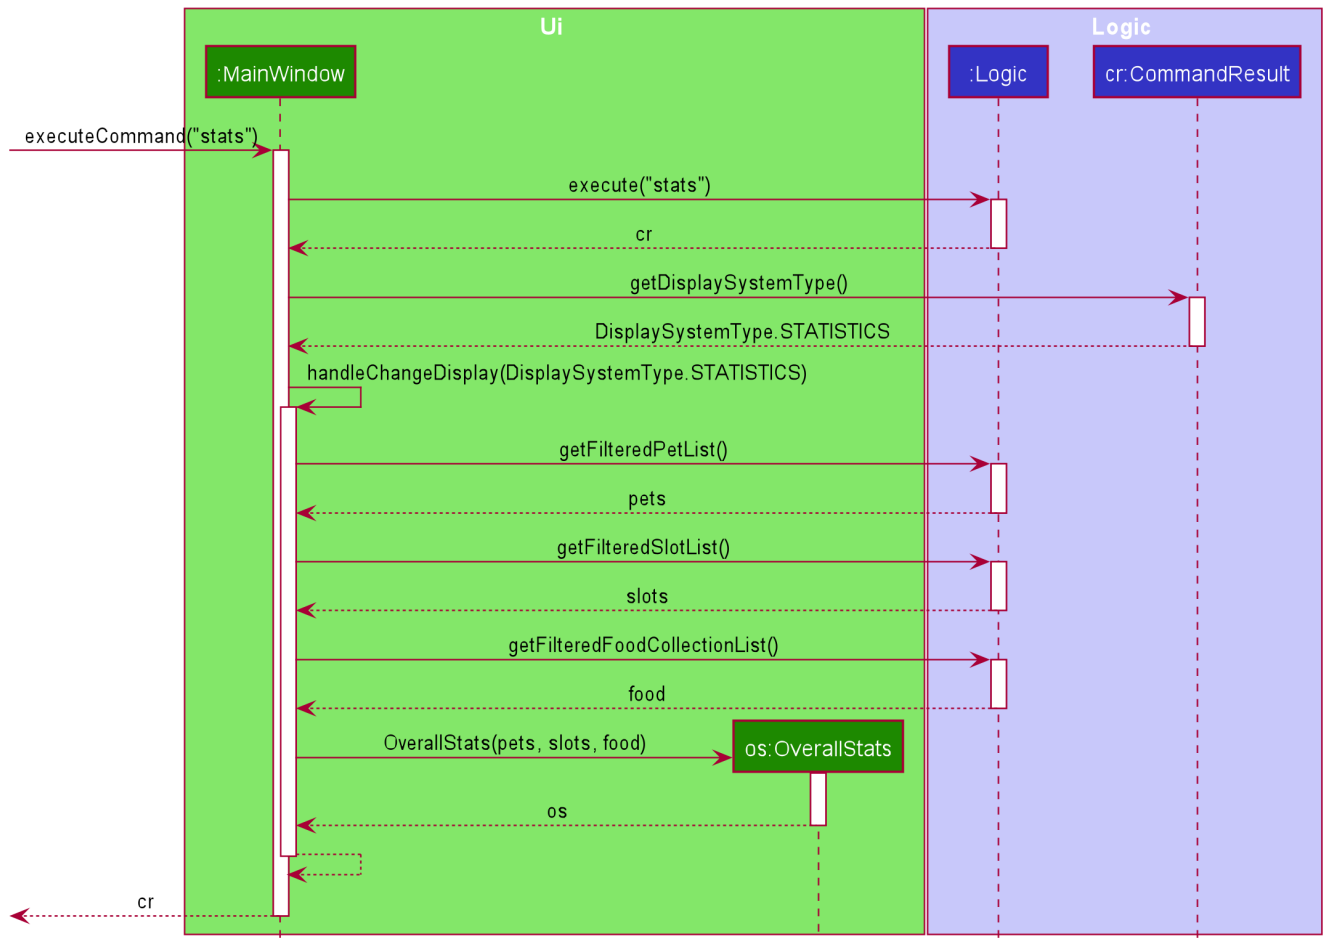 Ui
Logic
:MainWindow
:Logic
cr:CommandResult
executeCommand("stats")
execute("stats")
cr
getDisplaySystemType()
DisplaySystemType.STATISTICS
handleChangeDisplay(DisplaySystemType.STATISTICS)
getFilteredPetList()
pets
getFilteredSlotList()
slots
getFilteredFoodCollectionList()
food
OverallStats(pets, slots, food)
os:OverallStats
os
cr